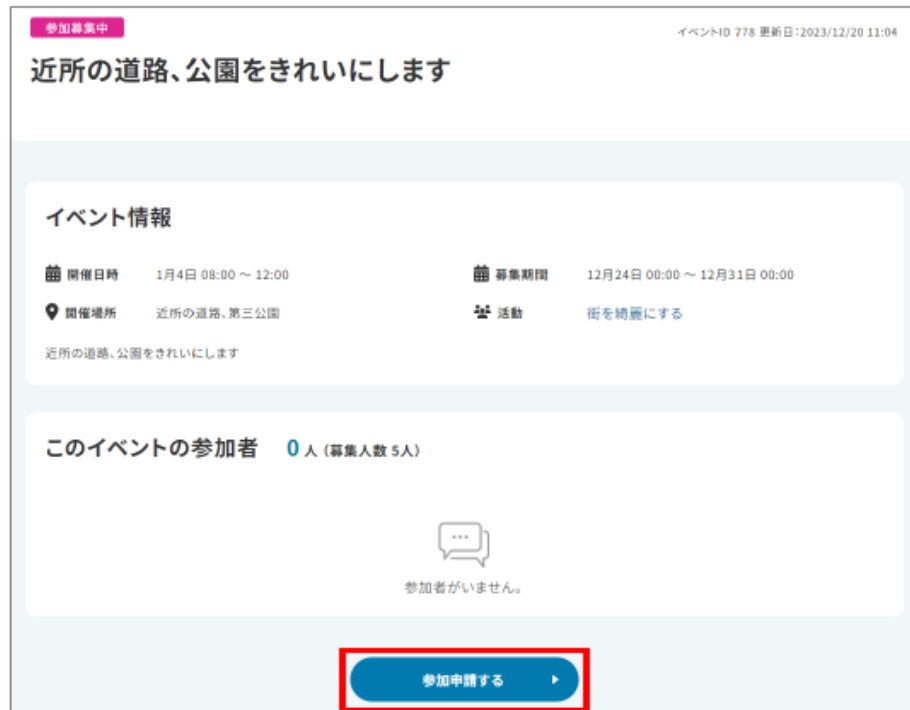 参加募集中
イベントID 778 更新日:2023/12/20 11:04
近所の道路、公園をきれいにします
イベント情報
開催日時 1月4日 08:00 ~ 12:00
募集期間 12月24日 00:00 ~ 12月31日 00:00
開催場所 近所の道路、第三公園
活動 街を綺麗にする
近所の道路、公園をきれいにします
このイベントの参加者 0 人 (募集人数 5人)
参加者がいません。
参加申請する